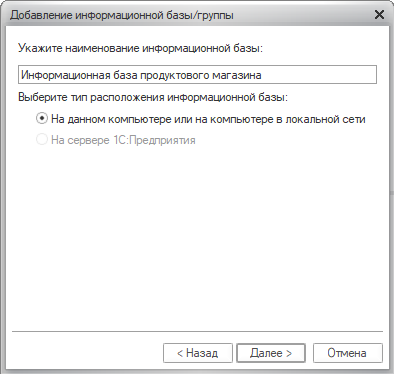 Добавление информационной базы/группы
Укажите наименование информационной базы:
Информационная база продуктового магазина
Выберите тип расположения информационной базы:
На данном компьютере или на компьютере в локальной сети
На сервере 1С:Предприятия
< Назад Далее > Отмена